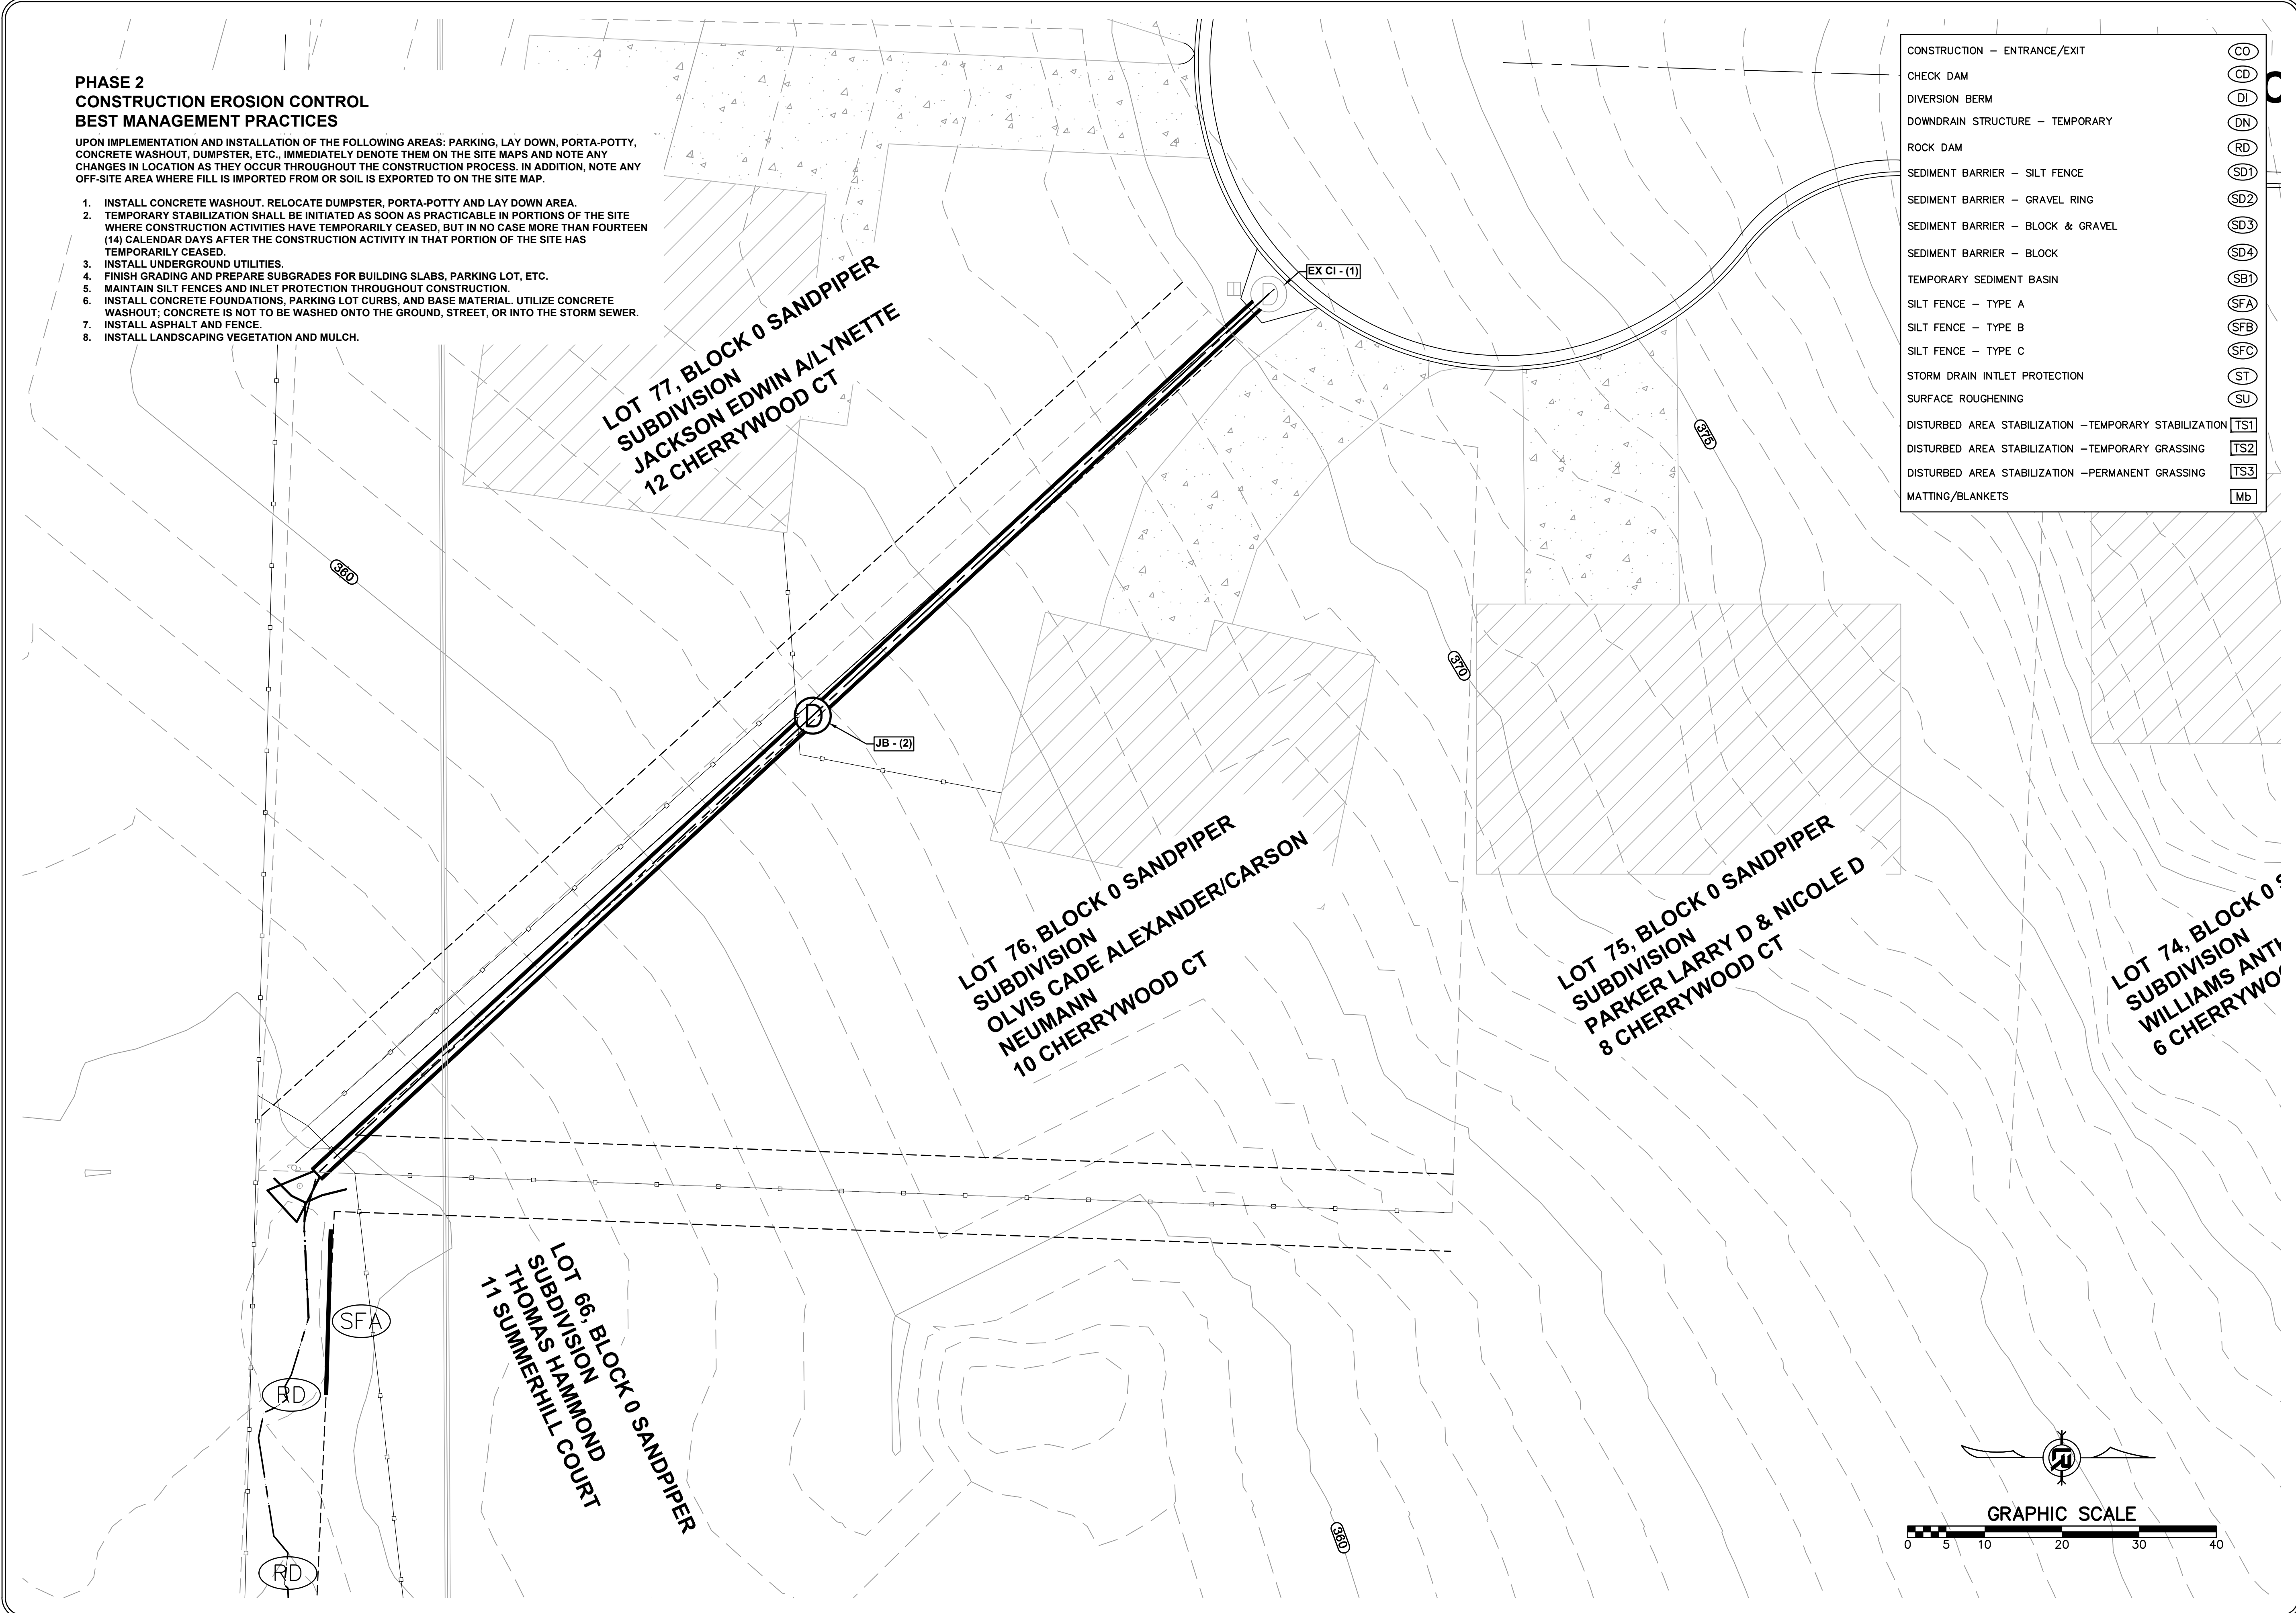 PHASE 2
CONSTRUCTION EROSION CONTROL
BEST MANAGEMENT PRACTICES
UPON IMPLEMENTATION AND INSTALLATION OF THE FOLLOWING AREAS: PARKING, LAY DOWN, PORTA-POTTY,
CONCRETE WASHOUT, DUMPSTER, ETC., IMMEDIATELY DENOTE THEM ON THE SITE MAPS AND NOTE ANY
CHANGES IN LOCATION AS THEY OCCUR THROUGHOUT THE CONSTRUCTION PROCESS. IN ADDITION, NOTE ANY
OFF-SITE AREA WHERE FILL IS IMPORTED FROM OR SOIL IS EXPORTED TO ON THE SITE MAP.
1. INSTALL CONCRETE WASHOUT. RELOCATE DUMPSTER, PORTA-POTTY AND LAY DOWN AREA.
2. TEMPORARY STABILIZATION SHALL BE INITIATED AS SOON AS PRACTICABLE IN PORTIONS OF THE SITE
WHERE CONSTRUCTION ACTIVITIES HAVE TEMPORARILY CEASED, BUT IN NO CASE MORE THAN FOURTEEN
(14) CALENDAR DAYS AFTER THE CONSTRUCTION ACTIVITY IN THAT PORTION OF THE SITE HAS
TEMPORARILY CEASED.
3. INSTALL UNDERGROUND UTILITIES.
4. FINISH GRADING AND PREPARE SUBGRADES FOR BUILDING SLABS, PARKING LOT, ETC.
5. MAINTAIN SILT FENCES AND INLET PROTECTION THROUGHOUT CONSTRUCTION.
6. INSTALL CONCRETE FOUNDATIONS, PARKING LOT CURBS, AND BASE MATERIAL. UTILIZE CONCRETE
WASHOUT; CONCRETE IS NOT TO BE WASHED ONTO THE GROUND, STREET, OR INTO THE STORM SEWER.
7. INSTALL ASPHALT AND FENCE.
8. INSTALL LANDSCAPING VEGETATION AND MULCH.
CONSTRUCTION – ENTRANCE/EXIT CO
CHECK DAM CD
DIVERSION BERM DI
DOWNDRAIN STRUCTURE – TEMPORARY DN
ROCK DAM RD
SEDIMENT BARRIER – SILT FENCE SD1
SEDIMENT BARRIER – GRAVEL RING SD2
SEDIMENT BARRIER – BLOCK & GRAVEL SD3
SEDIMENT BARRIER – BLOCK SD4
TEMPORARY SEDIMENT BASIN SB1
SILT FENCE – TYPE A SFA
SILT FENCE – TYPE B SFB
SILT FENCE – TYPE C SFC
STORM DRAIN INTLET PROTECTION ST
SURFACE ROUGHENING SU
DISTURBED AREA STABILIZATION –TEMPORARY STABILIZATION TS1
DISTURBED AREA STABILIZATION –TEMPORARY GRASSING TS2
DISTURBED AREA STABILIZATION –PERMANENT GRASSING TS3
MATTING/BLANKETS Mb
C
LOT 77, BLOCK 0 SANDPIPER
SUBDIVISION
JACKSON EDWIN A/LYNETTE
12 CHERRYWOOD CT
EX CI - (1)
D
375
360
370
D
JB - (2)
LOT 76, BLOCK 0 SANDPIPER
SUBDIVISION
OLVIS CADE ALEXANDER/CARSON
NEUMANN
10 CHERRYWOOD CT
LOT 75, BLOCK 0 SANDPIPER
SUBDIVISION
PARKER LARRY D & NICOLE D
8 CHERRYWOOD CT
LOT 74, BLOCK 0 S
SUBDIVISION
WILLIAMS ANTH
6 CHERRYWO
LOT 66, BLOCK 0 SANDPIPER
SUBDIVISION
THOMAS HAMMOND
11 SUMMERHILL COURT
SFA
RD
RD
360
GRAPHIC SCALE
0 5 10 20 30 40